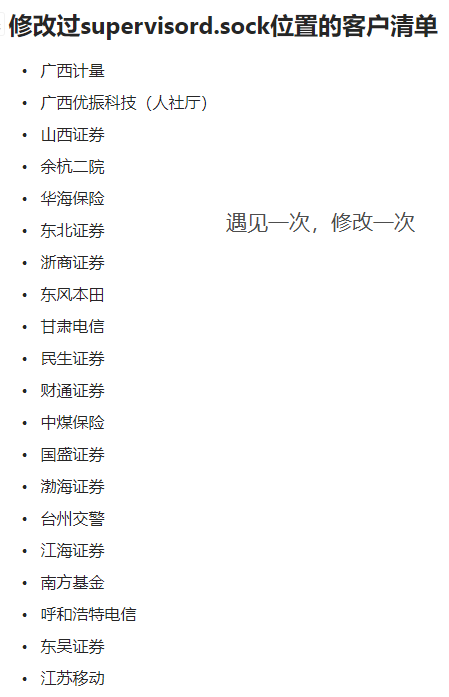 修改过supervisord.sock位置的客户清单
广西计量
广西优振科技（人社厅）
山西证券
余杭二院
华海保险
东北证券
遇见一次，修改一次
浙商证券
东风本田
甘肃电信
民生证券
财通证券
中煤保险
国盛证券
渤海证券
台州交警
江海证券
南方基金
呼和浩特电信
东吴证券
江苏移动